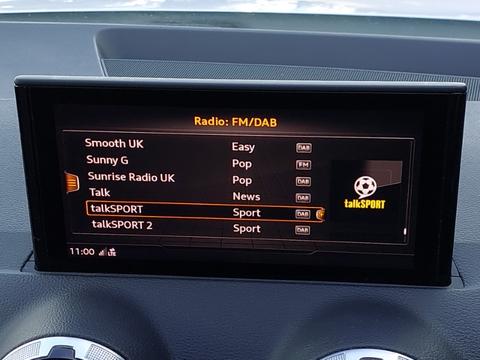 Radio: FM/DAB
Smooth UK Easy DAB
Sunny G Pop FM
Sunrise Radio UK Pop DAB
Talk News DAB
talkSPORT Sport DAB
talkSPORT 2 Sport DAB
talkSPORT
11:00 LTE